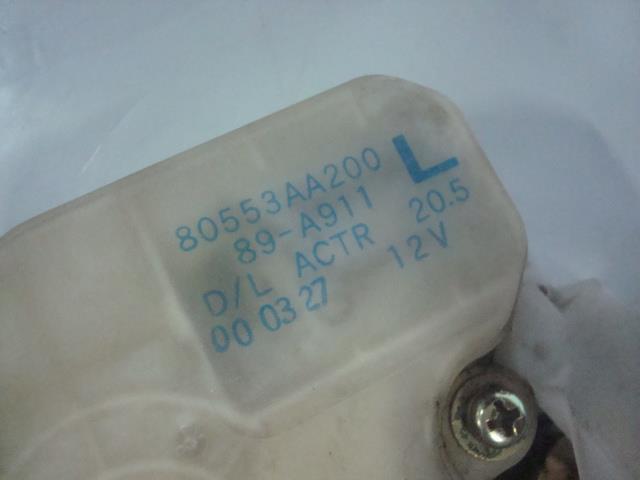 80553AA200 L
89-A911 20.5
D/L ACTR 12V
00 03 27